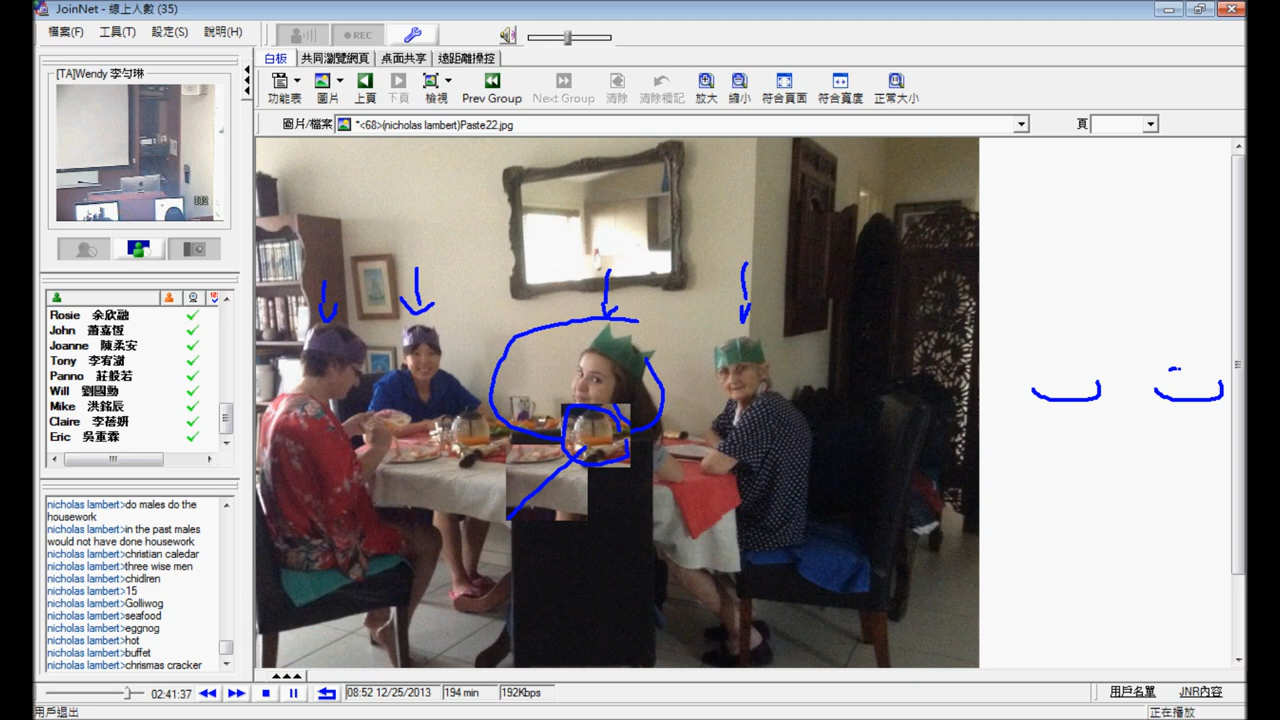 JoinNet - 線上人數 (35)
檔案(F) 工具(T) 設定(S) 說明(H)
REC
[TA]Wendy 李勻琳
白板 共同瀏覽網頁 桌面共享 遠距離操控
功能表 圖片 上頁 下頁 檢視 Prev Group Next Group 清除 清除標記 放大 縮小 符合頁面 符合寬度 正常大小
圖片/檔案 *<68>(nicholas lambert)Paste22.jpg 頁
Rosie 余欣融
John 蕭嘉恆
Joanne 陳柔安
Tony 李宥澍
Panno 莊般若
Will 劉國勳
Mike 洪銘辰
Claire 李蓓妍
Eric 吳重霖
nicholas lambert>do males do the
housework
nicholas lambert>in the past males
would not have done housework
nicholas lambert>christian caledar
nicholas lambert>three wise men
nicholas lambert>chidlren
nicholas lambert>15
nicholas lambert>Golliwog
nicholas lambert>seafood
nicholas lambert>eggnog
nicholas lambert>hot
nicholas lambert>buffet
nicholas lambert>chrismas cracker
02:41:37 08:52 12/25/2013 194 min 192Kbps 用戶名單 JNR內容
用戶退出 正在播放